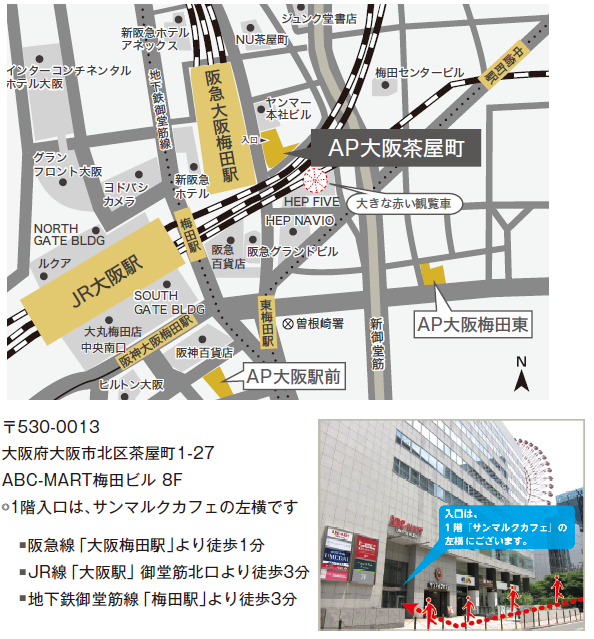 ジュンク堂書店
新阪急ホテル
アネックス
NU茶屋町
中崎町駅
インターコンチネンタル
ホテル大阪
地下鉄御堂筋線
阪急大阪梅田駅
梅田センタービル
ヤンマー
本社ビル
入口
AP大阪茶屋町
グラン
フロント大阪
ヨドバシ
カメラ
新阪急
ホテル
HEP FIVE
大きな赤い観覧車
HEP NAVIO
NORTH
GATE BLDG
梅田駅
阪急
百貨店
阪急グランドビル
ルクア
JR大阪駅
SOUTH
GATE BLDG
東梅田駅
曽根崎署
新御堂筋
AP大阪梅田東
大丸梅田店
中央南口
阪神大阪梅田駅
阪神百貨店
AP大阪駅前
ヒルトン大阪
N
〒530-0013
大阪府大阪市北区茶屋町1-27
ABC-MART梅田ビル 8F
1階入口は、サンマルクカフェの左横です
■阪急線「大阪梅田駅」より徒歩1分
■JR線「大阪駅」御堂筋北口より徒歩3分
■地下鉄御堂筋線「梅田駅」より徒歩3分
ABC-MART
入口は、
1階「サンマルクカフェ」の
左横にございます。